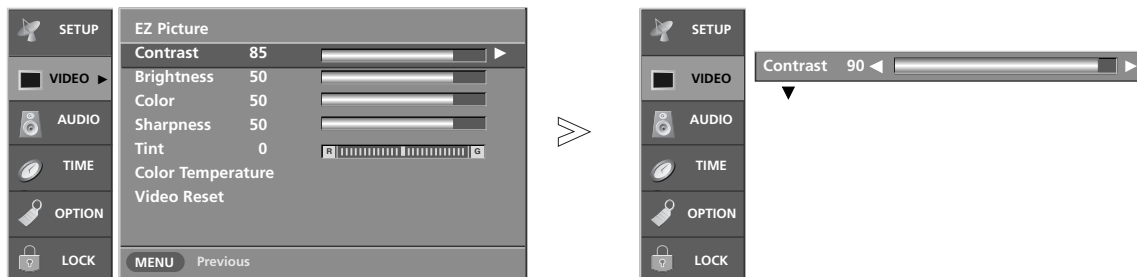 SETUP
VIDEO ►
AUDIO
TIME
OPTION
LOCK
EZ Picture
Contrast 85 ►
Brightness 50
Color 50
Sharpness 50
Tint 0 R G
Color Temperature
Video Reset
MENU Previous
SETUP
VIDEO
AUDIO
TIME
OPTION
LOCK
Contrast 90 ◄ ►
▼